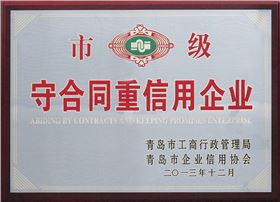 市级
守合同重信用企业
ABIDING BY CONTRACTS AND KEEPING PROMISES ENTERPRISE
青岛市工商行政管理局
青岛市企业信用协会
二〇一三年十二月